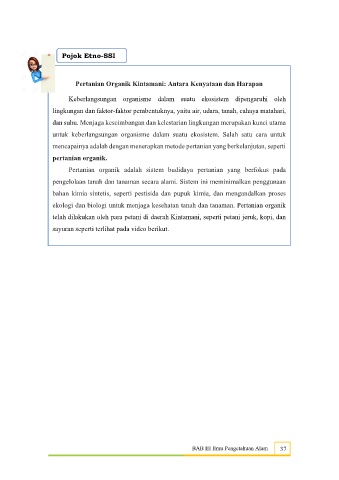 Pojok Etno-SSI
Pertanian Organik Kintamani: Antara Kenyataan dan Harapan
Keberlangsungan organisme dalam suatu ekosistem dipengaruhi oleh
lingkungan dan faktor-faktor pembentuknya, yaitu air, udara, tanah, cahaya matahari,
dan suhu. Menjaga keseimbangan dan kelestarian lingkungan merupakan kunci utama
untuk keberlangsungan organisme dalam suatu ekosistem. Salah satu cara untuk
mencapainya adalah dengan menerapkan metode pertanian yang berkelanjutan, seperti
pertanian organik.
Pertanian organik adalah sistem budidaya pertanian yang berfokus pada
pengelolaan tanah dan tanaman secara alami. Sistem ini meminimalkan penggunaan
bahan kimia sintetis, seperti pestisida dan pupuk kimia, dan mengandalkan proses
ekologi dan biologi untuk menjaga kesehatan tanah dan tanaman. Pertanian organik
telah dilakukan oleh para petani di daerah Kintamani, seperti petani jeruk, kopi, dan
sayuran seperti terlihat pada video berikut.
BAB III Ilmu Pengetahuan Alam 37